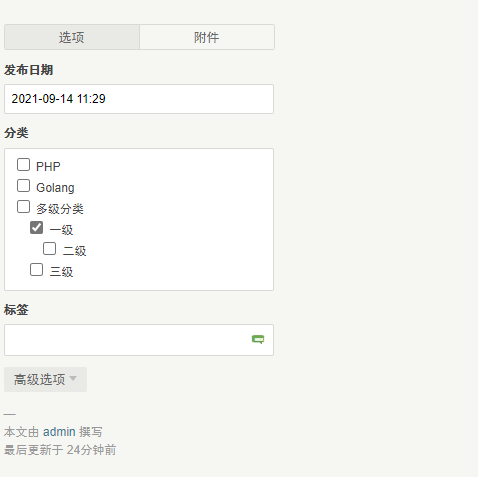 选项 附件
发布日期
2021-09-14 11:29
分类
PHP
Golang
多级分类
一级
二级
三级
标签
高级选项
—
本文由 admin 撰写
最后更新于 24分钟前